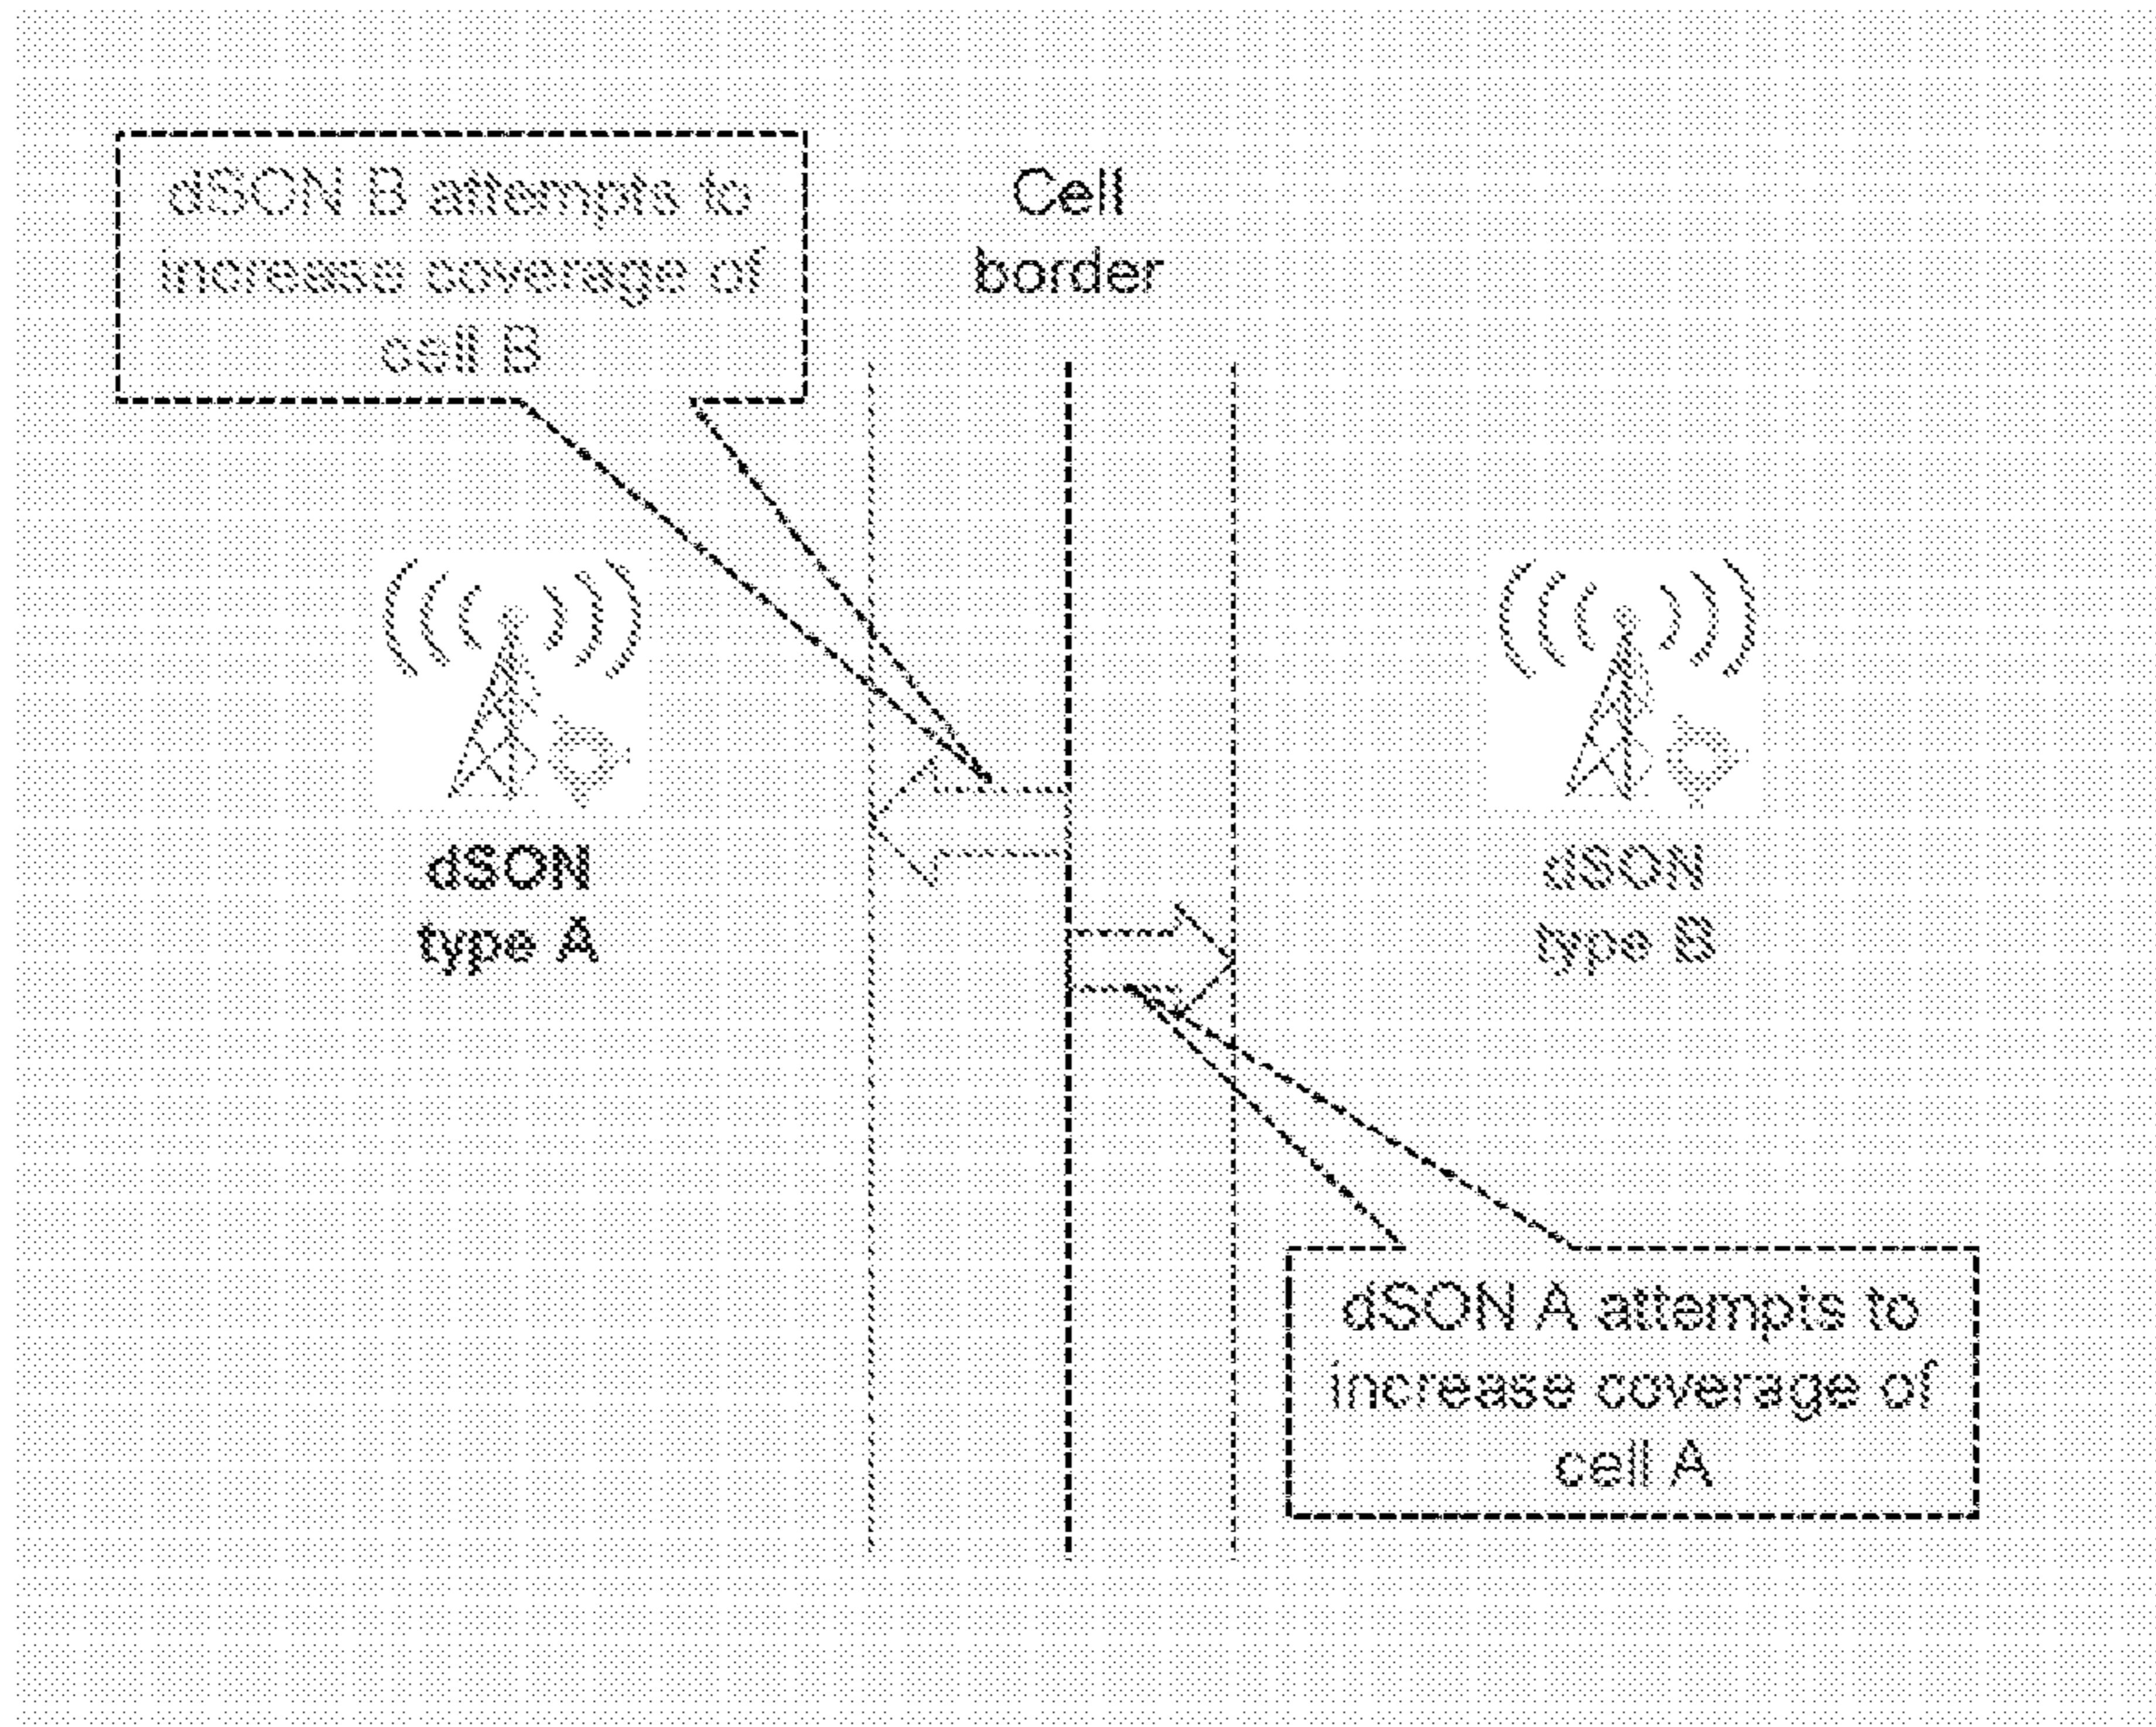 dSON B attempts to
increase coverage of
cell B
Cell
border
dSON
type A
dSON
type B
dSON A attempts to
increase coverage of
cell A